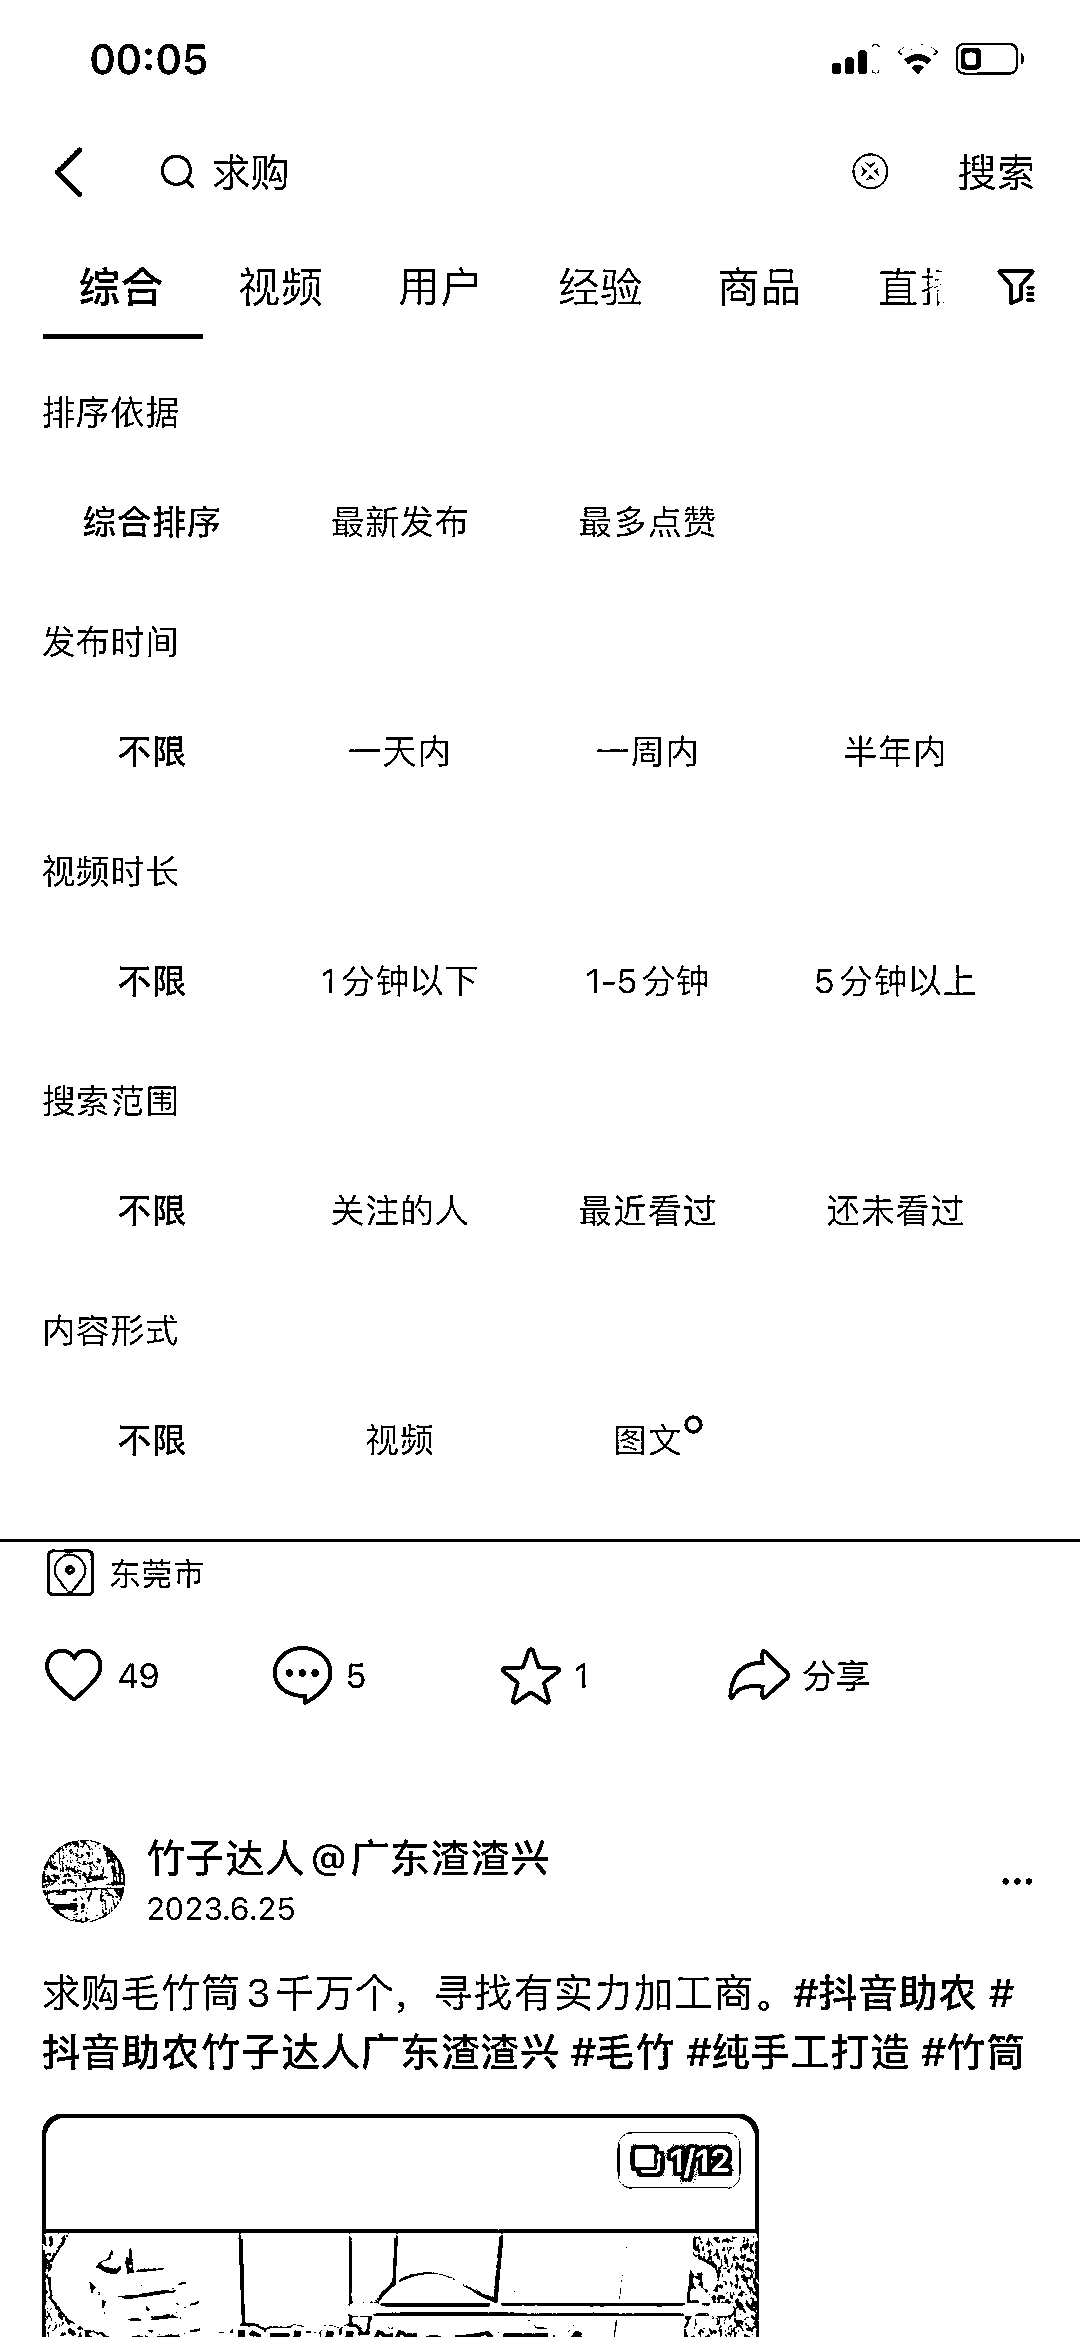 00:05
求购
搜索
综合 视频 用户 经验 商品 直播
排序依据
综合排序 最新发布 最多点赞
发布时间
不限 一天内 一周内 半年内
视频时长
不限 1分钟以下 1-5分钟 5分钟以上
搜索范围
不限 关注的人 最近看过 还未看过
内容形式
不限 视频 图文
东莞市
49 5 1 分享
竹子达人@广东渣渣兴
2023.6.25
求购毛竹筒3千万个，寻找有实力加工商。#抖音助农 #
抖音助农竹子达人广东渣渣兴 #毛竹 #纯手工打造 #竹筒
1/12